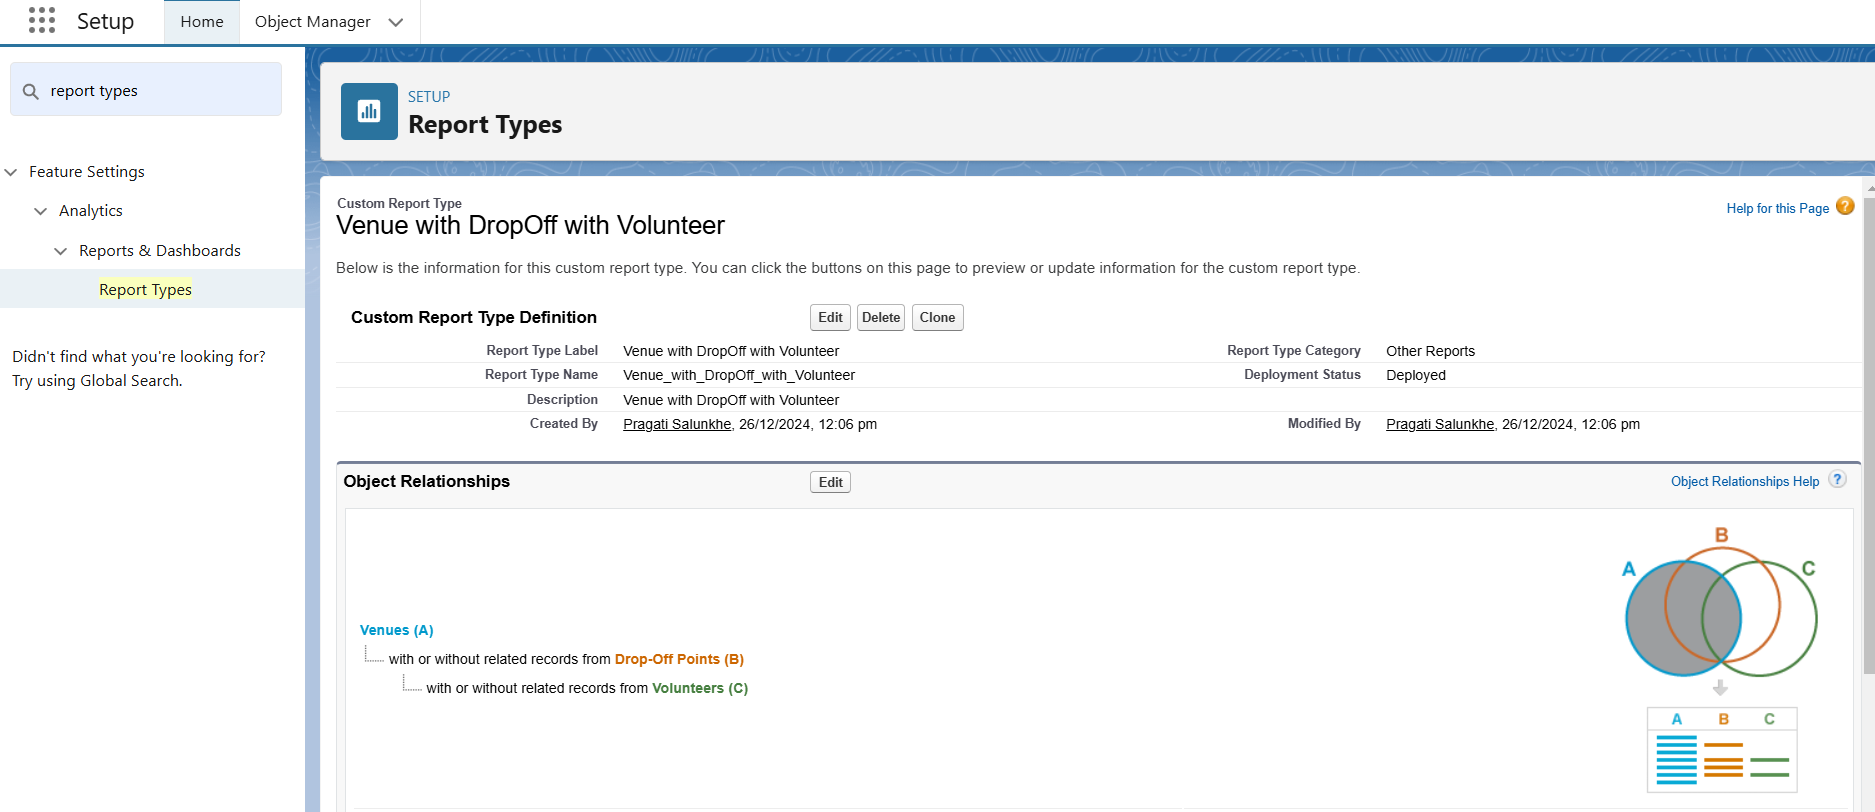 Setup
Home
Object Manager
report types
Feature Settings
Analytics
Reports & Dashboards
Report Types
Didn't find what you're looking for?
Try using Global Search.
SETUP
Report Types
Custom Report Type
Venue with DropOff with Volunteer
Help for this Page ?
Below is the information for this custom report type. You can click the buttons on this page to preview or update information for the custom report type.
Custom Report Type Definition
Edit Delete Clone
Report Type Label Venue with DropOff with Volunteer Report Type Category Other Reports
Report Type Name Venue_with_DropOff_with_Volunteer Deployment Status Deployed
Description Venue with DropOff with Volunteer
Created By Pragati Salunkhe, 26/12/2024, 12:06 pm Modified By Pragati Salunkhe, 26/12/2024, 12:06 pm
Object Relationships
Edit
Object Relationships Help ?
Venues (A)
with or without related records from Drop-Off Points (B)
with or without related records from Volunteers (C)
B
A
C
A B C